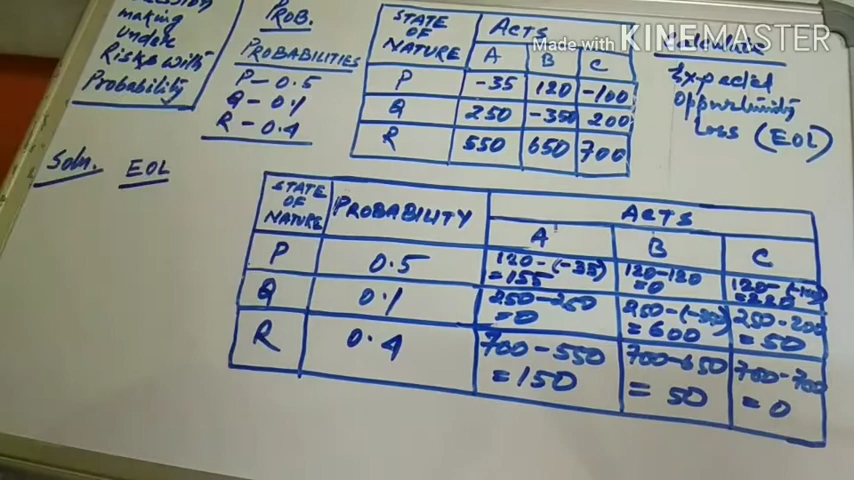 making
under
Risks with
Probability
PROB.
PROBABILITIES
P - 0.5
Q - 0.1
R - 0.4
STATE OF NATURE
ACTS
A B C
P -35 120 -100
Q 250 -350 200
R 550 650 700
Made with KINEMASTER
Expected
Opportunity
Loss (EOL)
Soln. EOL
STATE OF NATURE
PROBABILITY
ACTS
A B C
P 0.5 120-(-35) =155 120-120 =0
Q 0.1 250-250 =0 250-(-350) =600 250-200 =50
R 0.4 700-550 =150 700-650 =50 700-700 =0